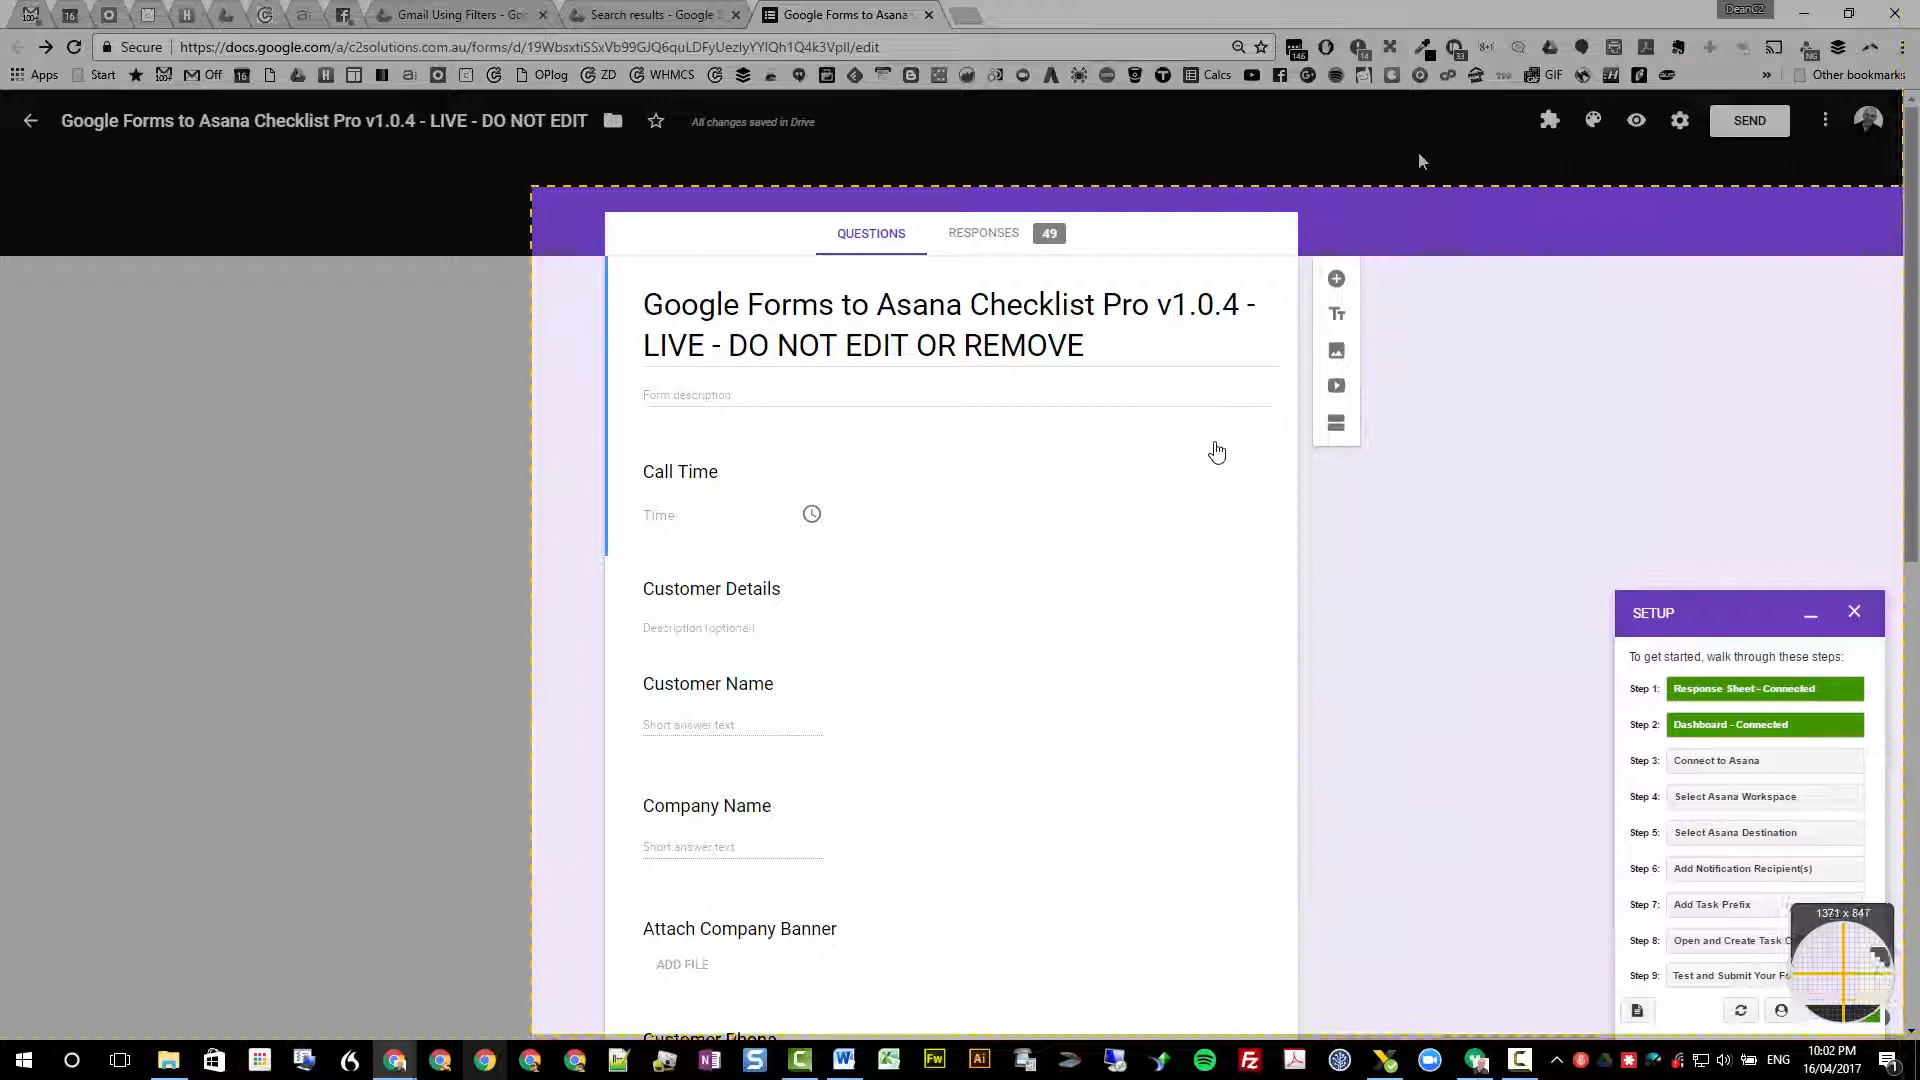 DeanC2
Gmail Using Filters - Go
Search results - Google
Google Forms to Asana
Secure
https://docs.google.com/a/c2solutions.com.au/forms/d/19WbsxtiSSxVb99GJQ6quLDFyUezlyYYlQh1Q4k3VplI/edit
Apps
Start
Off
OPlog
ZD
WHMCS
Calcs
GIF
Other bookmarks
Google Forms to Asana Checklist Pro v1.0.4 - LIVE - DO NOT EDIT
All changes saved in Drive
SEND
QUESTIONS
RESPONSES 49
Google Forms to Asana Checklist Pro v1.0.4 -
LIVE - DO NOT EDIT OR REMOVE
Form description
Call Time
Time
Customer Details
Description (optional)
Customer Name
Short answer text
Company Name
Short answer text
Attach Company Banner
ADD FILE
Customer Phone
SETUP
To get started, walk through these steps:
Step 1: Response Sheet - Connected
Step 2: Dashboard - Connected
Step 3: Connect to Asana
Step 4: Select Asana Workspace
Step 5: Select Asana Destination
Step 6: Add Notification Recipient(s)
Step 7: Add Task Prefix
1371 x 847
Step 8: Open and Create Task
Step 9: Test and Submit Your Fo
ENG
10:02 PM
16/04/2017